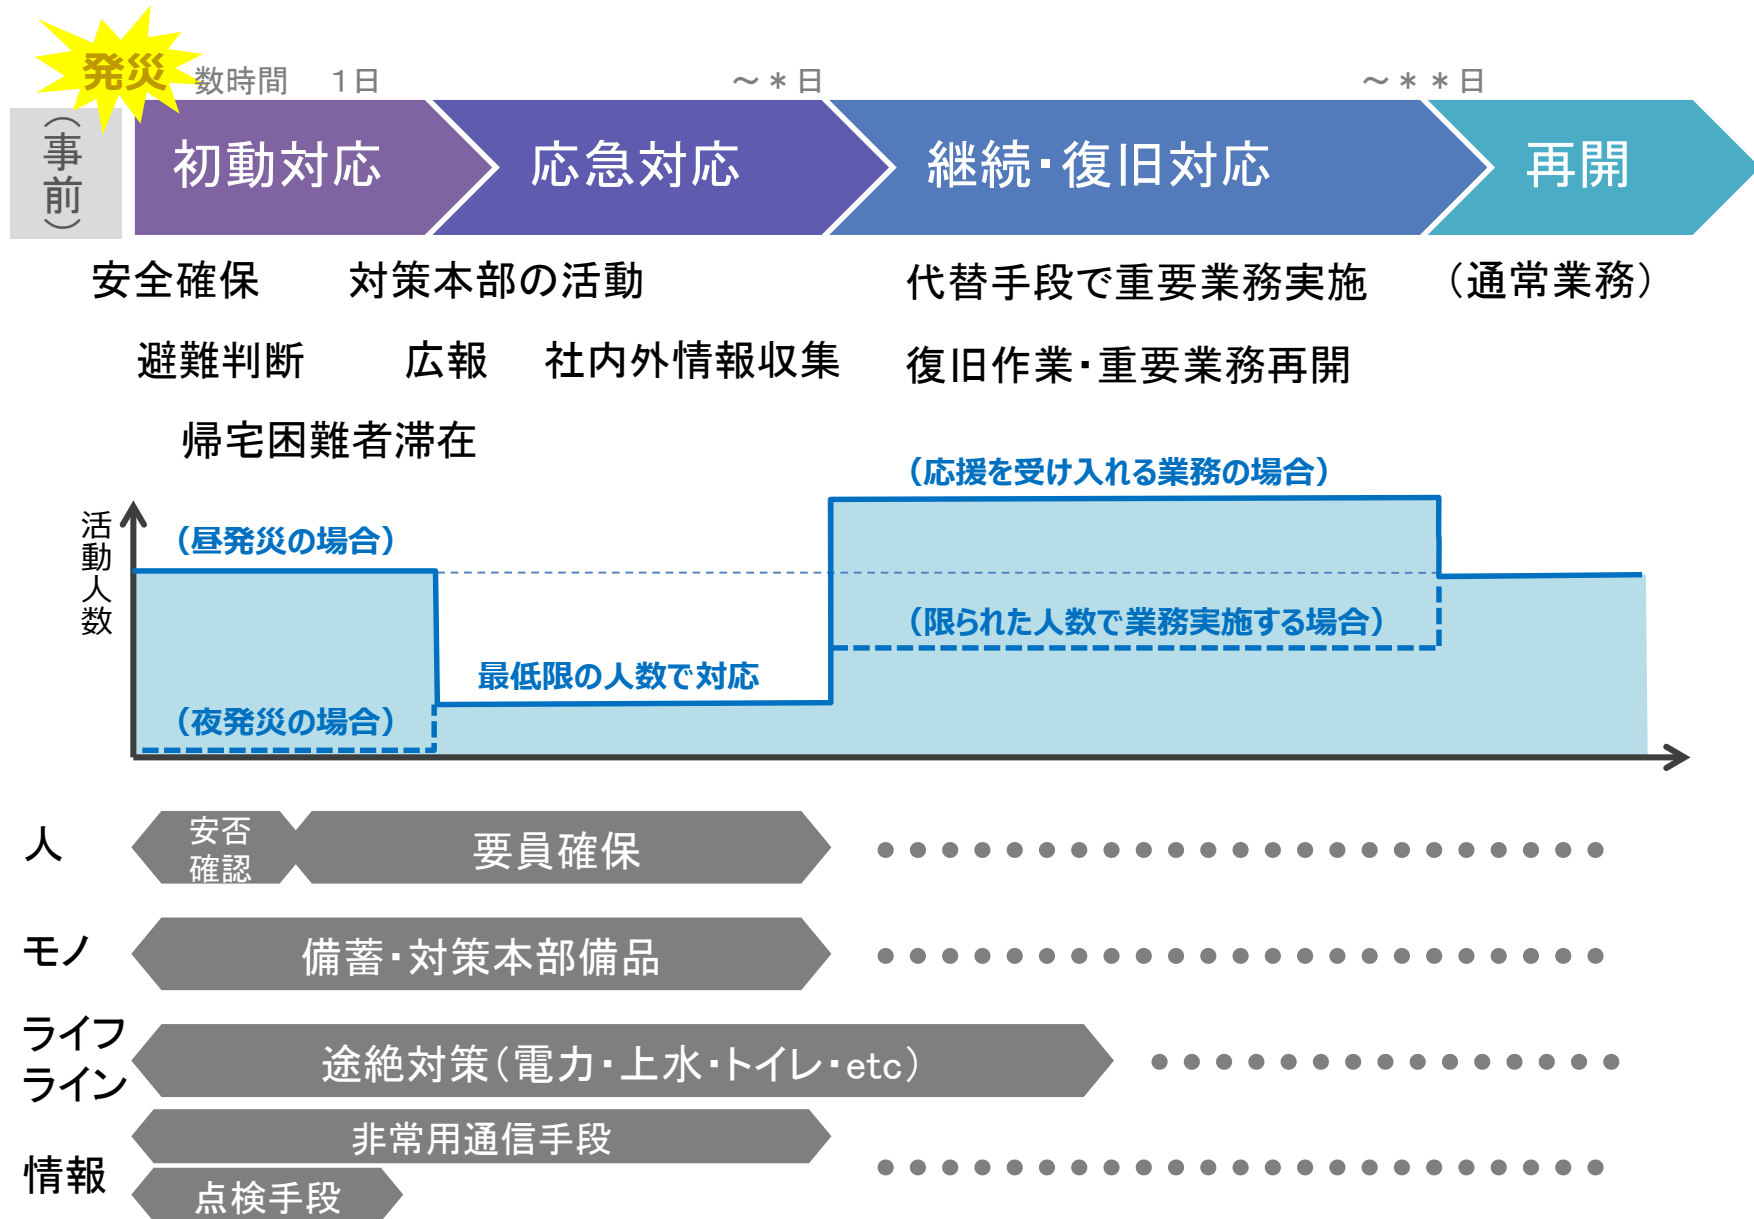 発災
数時間　1日
～＊日
～＊＊日
（事前）
初動対応
応急対応
継続・復旧対応
再開
安全確保
対策本部の活動
代替手段で重要業務実施
（通常業務）
避難判断
広報
社内外情報収集
復旧作業・重要業務再開
帰宅困難者滞在
（応援を受け入れる業務の場合）
活動人数
（昼発災の場合）
（限られた人数で業務実施する場合）
最低限の人数で対応
（夜発災の場合）
人
安否
確認
要員確保
モノ
備蓄・対策本部備品
ライフ
ライン
途絶対策（電力・上水・トイレ・etc）
非常用通信手段
情報
点検手段